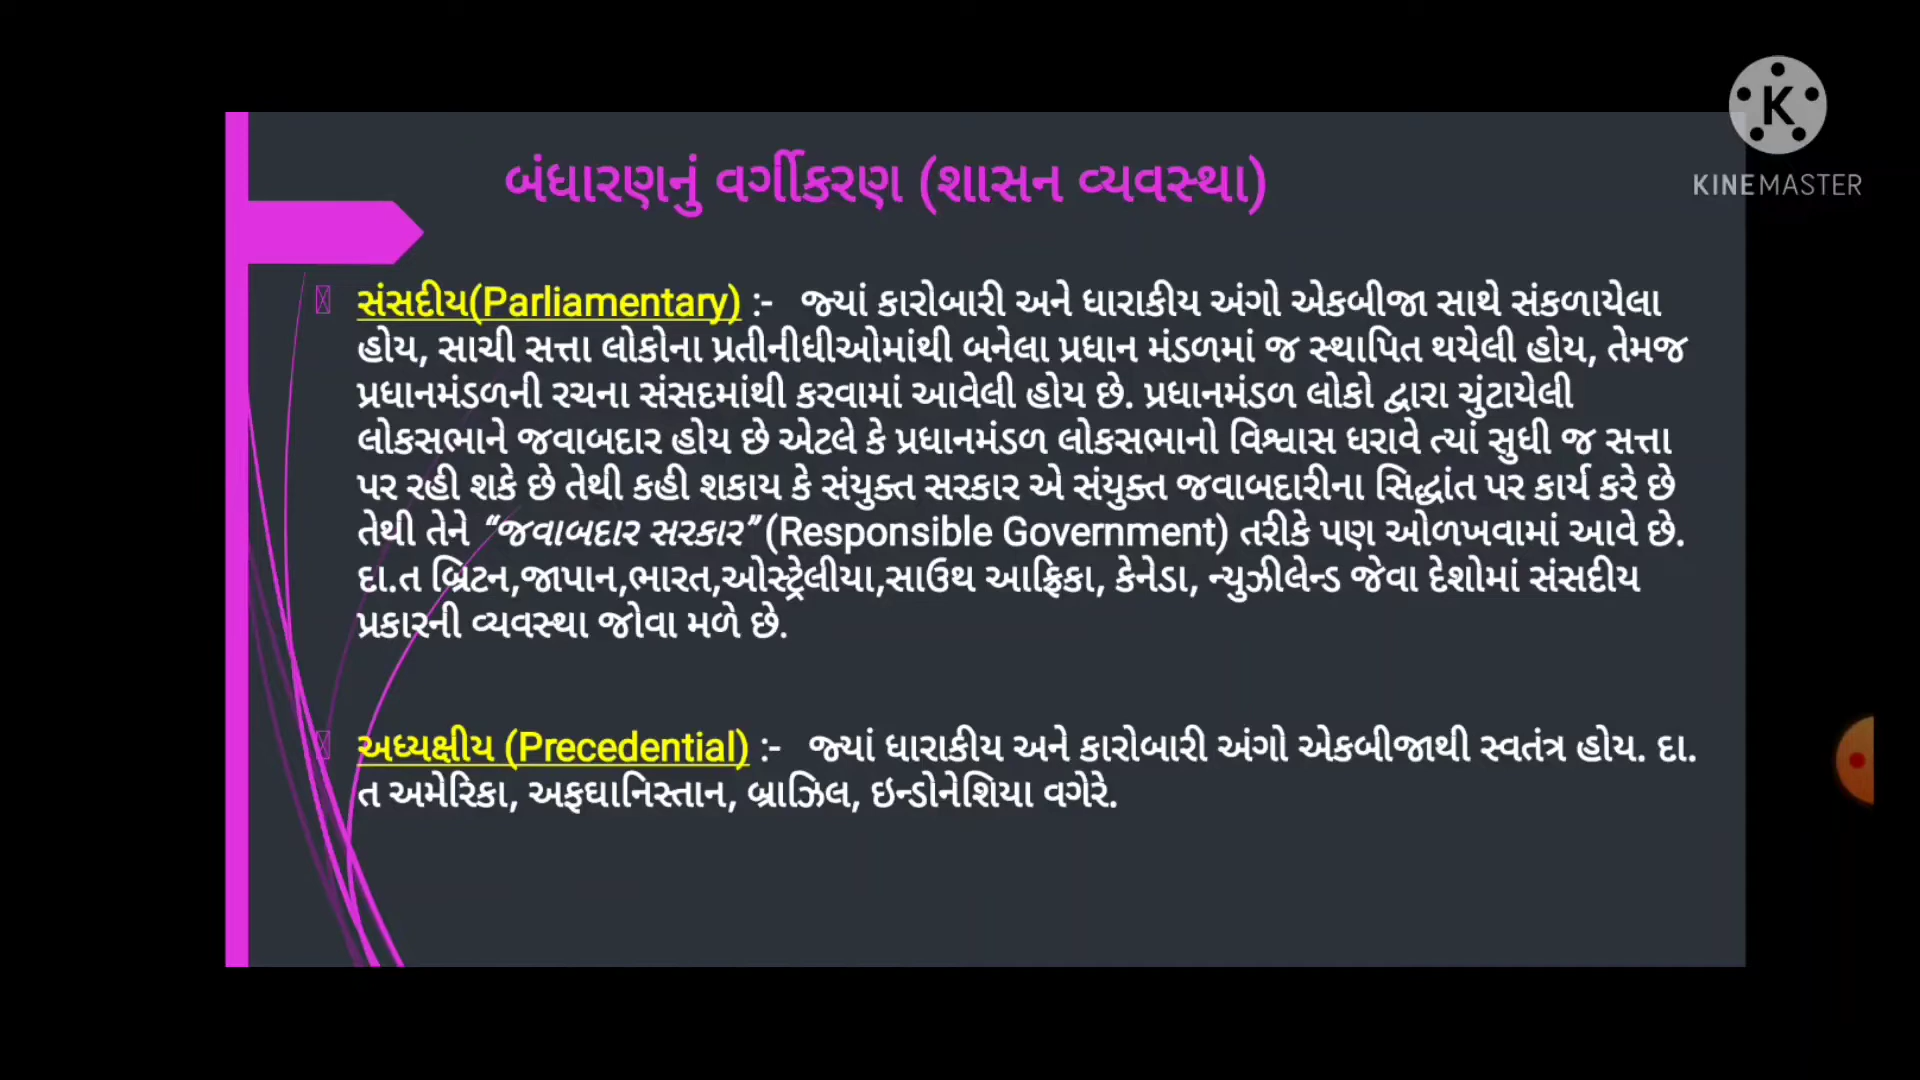 K
KINEMASTER
બંધારણનું વર્ગીકરણ (શાસન વ્યવસ્થા)
સંસદીય(Parliamentary) :- જ્યાં કારોબારી અને ધારાકીય અંગો એકબીજા સાથે સંકળાયેલા
હોય, સાચી સત્તા લોકોના પ્રતીનીધીઓમાંથી બનેલા પ્રધાન મંડળમાં જ સ્થાપિત થયેલી હોય, તેમજ
પ્રધાનમંડળની રચના સંસદમાંથી કરવામાં આવેલી હોય છે. પ્રધાનમંડળ લોકો દ્વારા ચુંટાયેલી
લોકસભાને જવાબદાર હોય છે એટલે કે પ્રધાનમંડળ લોકસભાનો વિશ્વાસ ધરાવે ત્યાં સુધી જ સત્તા
પર રહી શકે છે તેથી કહી શકાય કે સંયુક્ત સરકાર એ સંયુક્ત જવાબદારીના સિદ્ધાંત પર કાર્ય કરે છે
તેથી તેને “જવાબદાર સરકાર” (Responsible Government) તરીકે પણ ઓળખવામાં આવે છે.
દા.ત બ્રિટન,જાપાન,ભારત,ઓસ્ટ્રેલીયા,સાઉથ આફ્રિકા, કેનેડા, ન્યુઝીલેન્ડ જેવા દેશોમાં સંસદીય
પ્રકારની વ્યવસ્થા જોવા મળે છે.
અધ્યક્ષીય (Precedential) :- જ્યાં ધારાકીય અને કારોબારી અંગો એકબીજાથી સ્વતંત્ર હોય. દા.
ત અમેરિકા, અફઘાનિસ્તાન, બ્રાઝિલ, ઇન્ડોનેશિયા વગેરે.